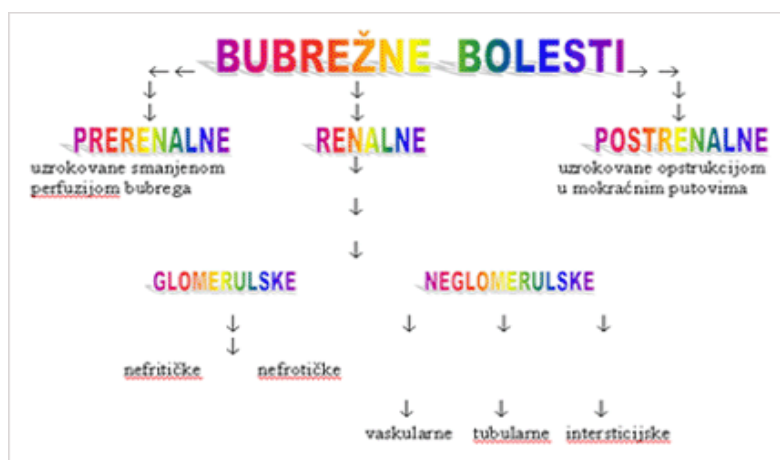 BUBREŽNE BOLESTI
PRERENALNE
uzrokovane smanjenom
perfuzijom bubrega
RENALNE
POSTRENALNE
uzrokovane opstrukcijom
u mokraćnim putovima
GLOMERULSKE
NEGLOMERULSKE
nefritičke
nefrotičke
vaskularne
tubularne
intersticijske